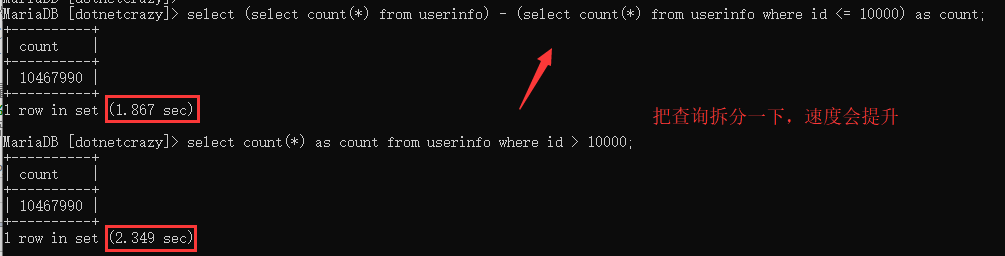 MariaDB [dotnetcrazy]> select (select count(*) from userinfo) - (select count(*) from userinfo where id <= 10000) as count;
+----------+
| count    |
+----------+
| 10467990 |
+----------+
1 row in set (1.867 sec)
把查询拆分一下，速度会提升
MariaDB [dotnetcrazy]> select count(*) as count from userinfo where id > 10000;
+----------+
| count    |
+----------+
| 10467990 |
+----------+
1 row in set (2.349 sec)